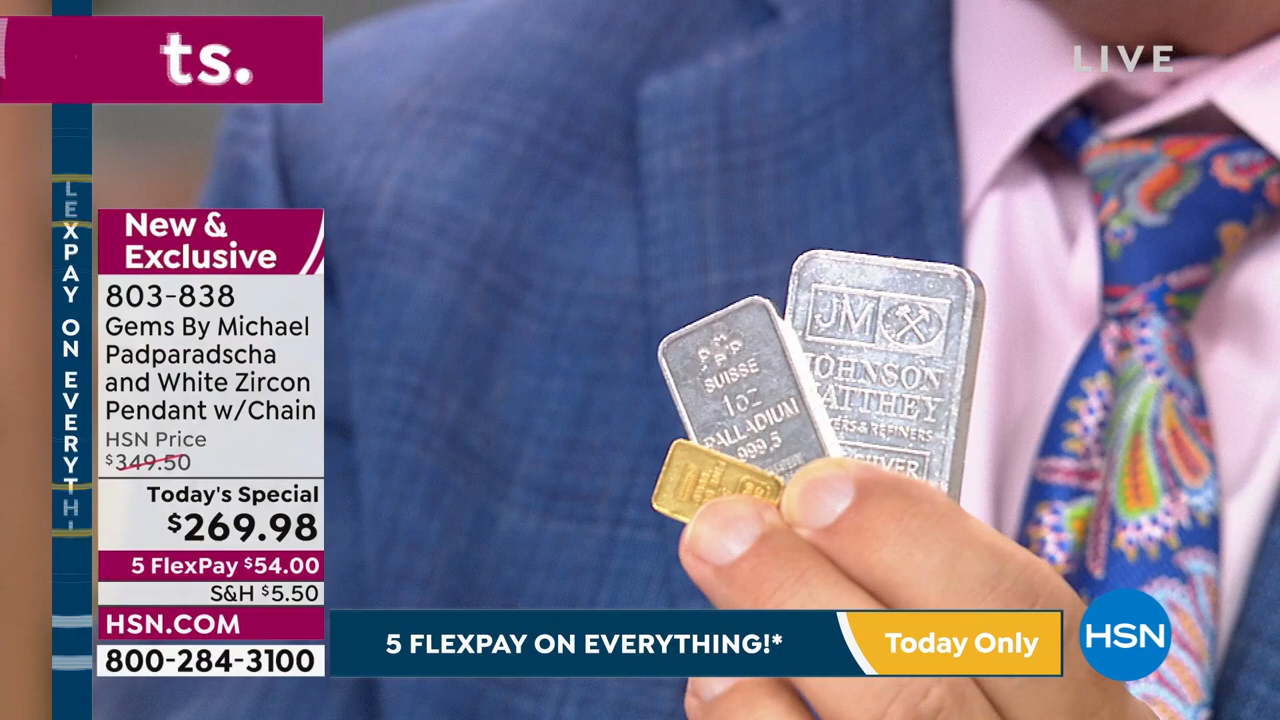 ts.
LIVE
LEXPAY ON EVERYTHI
New &
Exclusive
803-838
Gems By Michael
Padparadscha
and White Zircon
Pendant w/Chain
HSN Price
$349.50
Today's Special
$269.98
5 FlexPay $54.00
S&H $5.50
HSN.COM
800-284-3100
5 FLEXPAY ON EVERYTHING!*
Today Only
HSN
SUISSE
1oz
PALLADIUM
999.5
JM
JOHNSON
MATTHEY
& REFINERS
SILVER